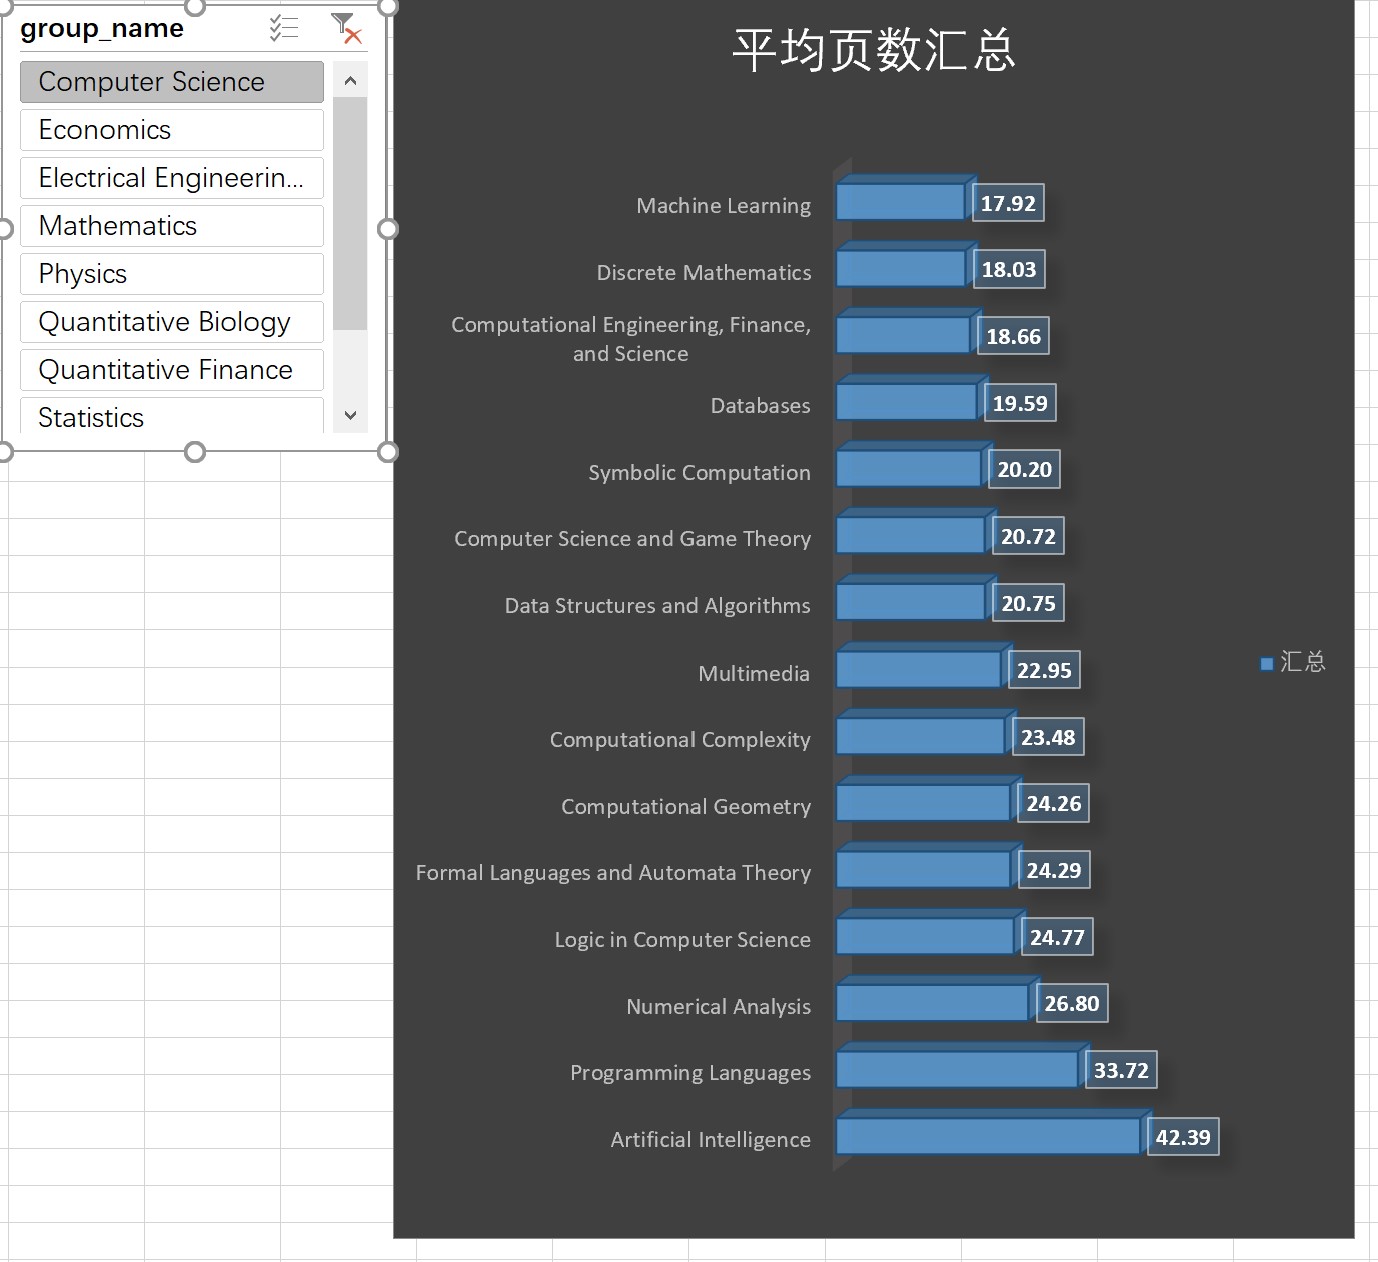 group_name
Computer Science
Economics
Electrical Engineerin...
Mathematics
Physics
Quantitative Biology
Quantitative Finance
Statistics
平均页数汇总
Machine Learning 17.92
Discrete Mathematics 18.03
Computational Engineering, Finance,
and Science 18.66
Databases 19.59
Symbolic Computation 20.20
Computer Science and Game Theory 20.72
Data Structures and Algorithms 20.75
Multimedia 22.95
Computational Complexity 23.48
Computational Geometry 24.26
Formal Languages and Automata Theory 24.29
Logic in Computer Science 24.77
Numerical Analysis 26.80
Programming Languages 33.72
Artificial Intelligence 42.39
汇总